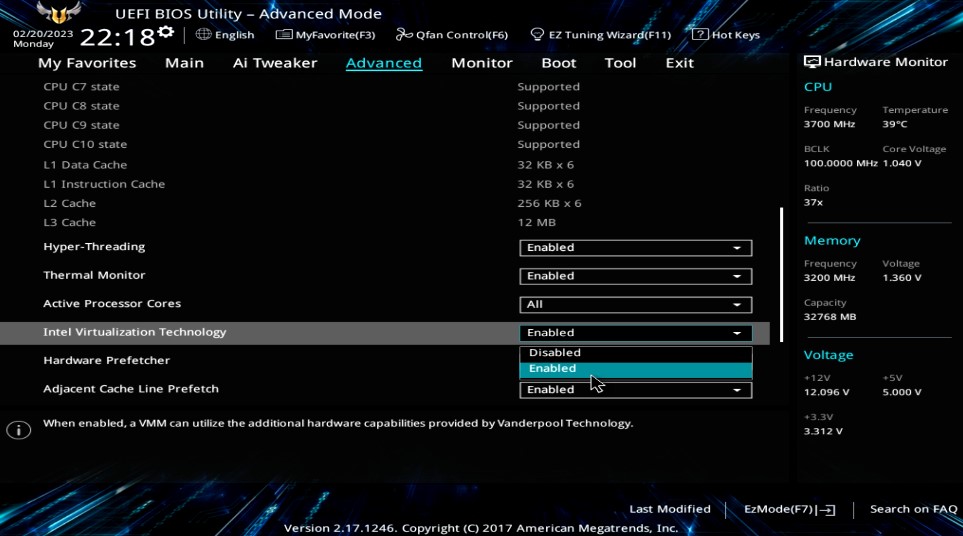 UEFI BIOS Utility – Advanced Mode
02/20/2023
Monday
22:18
English
MyFavorite(F3)
Qfan Control(F6)
EZ Tuning Wizard(F11)
? Hot Keys
My Favorites Main Ai Tweaker Advanced Monitor Boot Tool Exit
CPU C7 state Supported
CPU C8 state Supported
CPU C9 state Supported
CPU C10 state Supported
L1 Data Cache 32 KB x 6
L1 Instruction Cache 32 KB x 6
L2 Cache 256 KB x 6
L3 Cache 12 MB
Hyper-Threading Enabled
Thermal Monitor Enabled
Active Processor Cores All
Intel Virtualization Technology Enabled
Disabled
Enabled
Hardware Prefetcher
Adjacent Cache Line Prefetch Enabled
i When enabled, a VMM can utilize the additional hardware capabilities provided by Vanderpool Technology.
Hardware Monitor
CPU
Frequency Temperature
3700 MHz 39°C
BCLK Core Voltage
100.0000 MHz 1.040 V
Ratio
37x
Memory
Frequency Voltage
3200 MHz 1.360 V
Capacity
32768 MB
Voltage
+12V +5V
12.096 V 5.000 V
+3.3V
3.312 V
Last Modified EzMode(F7) Search on FAQ
Version 2.17.1246. Copyright (C) 2017 American Megatrends, Inc.